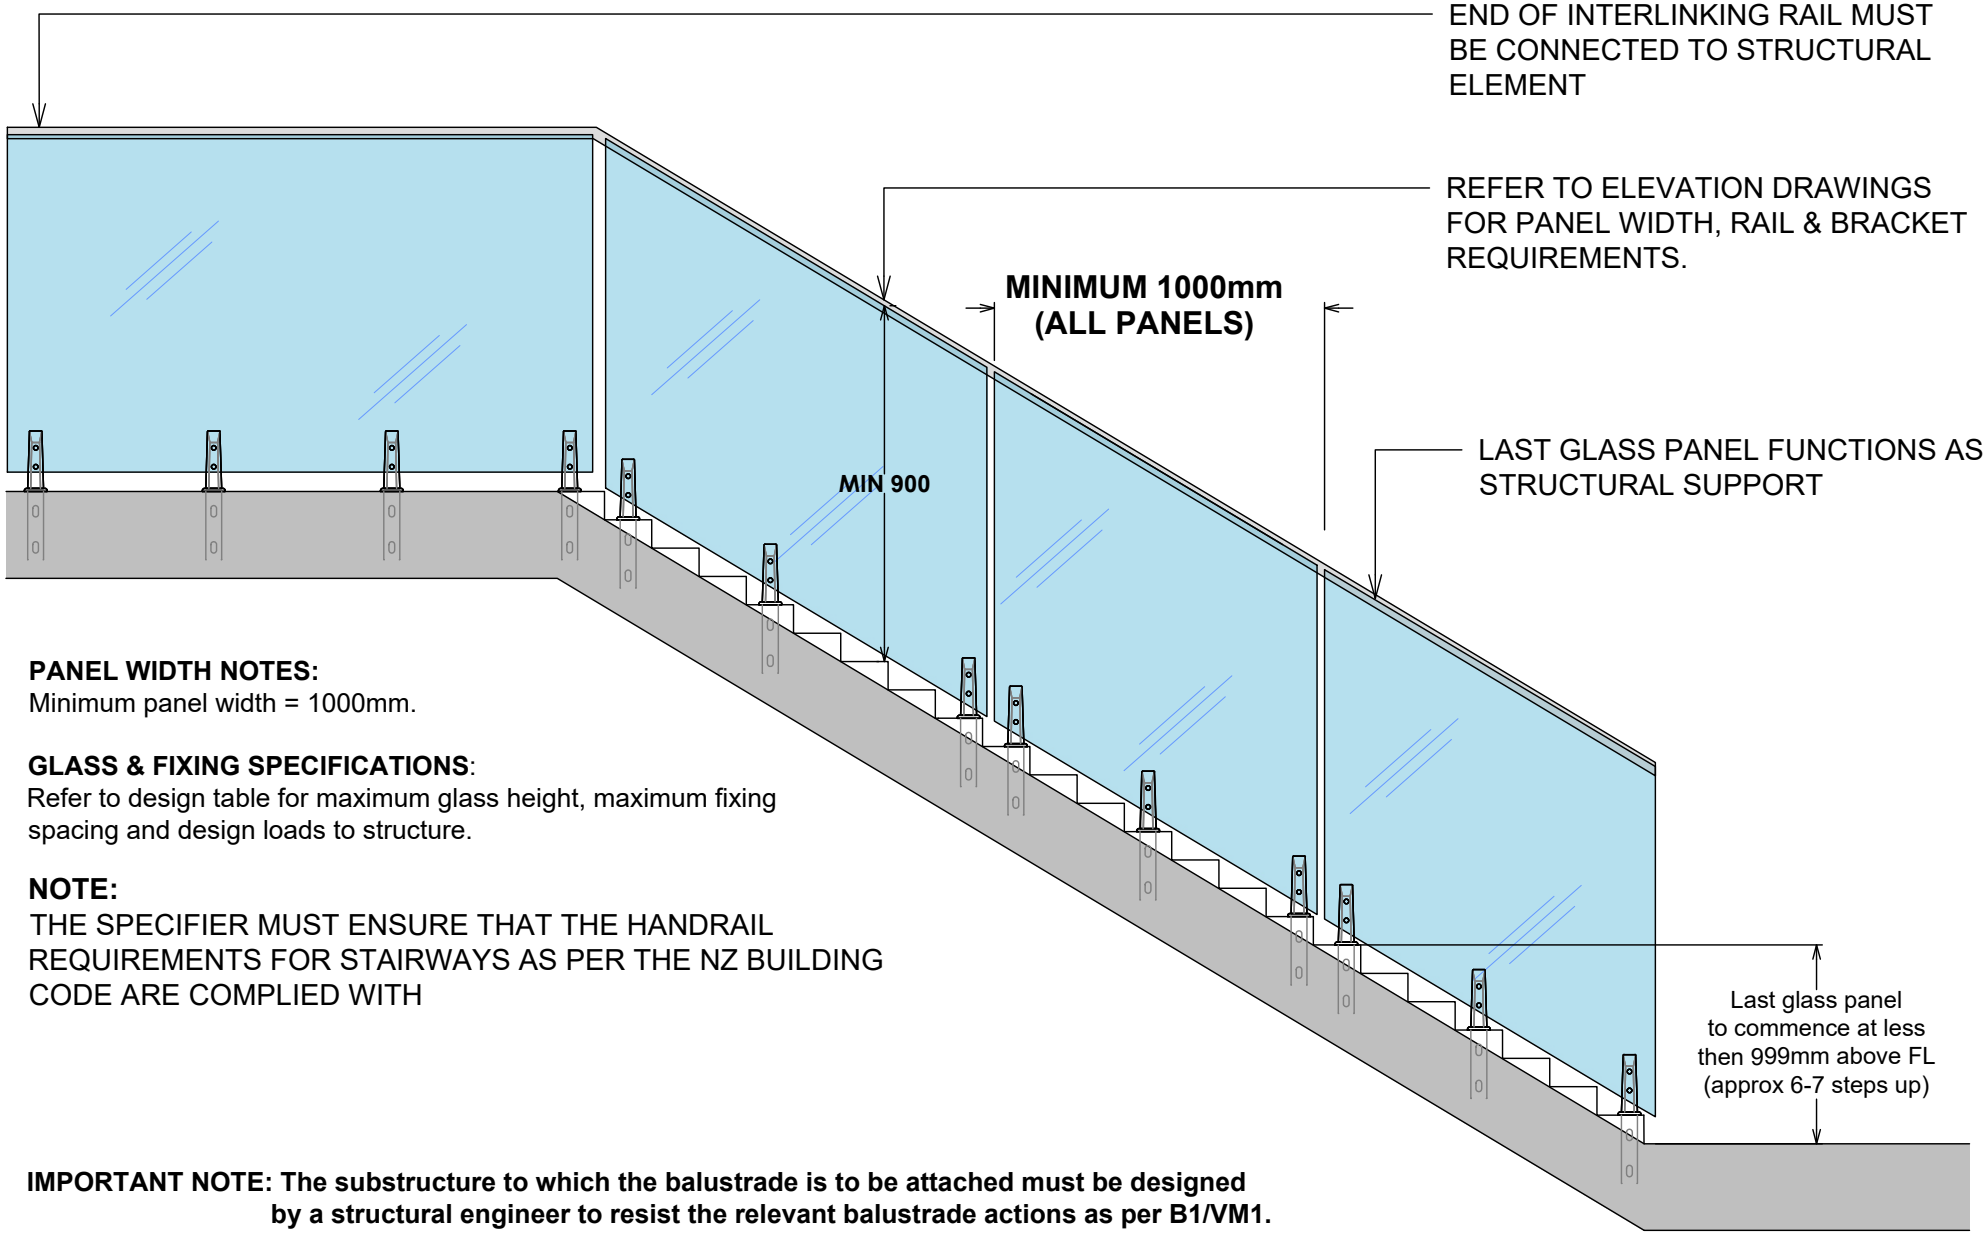 END OF INTERLINKING RAIL MUST
BE CONNECTED TO STRUCTURAL
ELEMENT
REFER TO ELEVATION DRAWINGS
FOR PANEL WIDTH, RAIL & BRACKET
REQUIREMENTS.
MINIMUM 1000mm
(ALL PANELS)
LAST GLASS PANEL FUNCTIONS AS
STRUCTURAL SUPPORT
MIN 900
PANEL WIDTH NOTES:
Minimum panel width = 1000mm.
GLASS & FIXING SPECIFICATIONS:
Refer to design table for maximum glass height, maximum fixing
spacing and design loads to structure.
NOTE:
THE SPECIFIER MUST ENSURE THAT THE HANDRAIL
REQUIREMENTS FOR STAIRWAYS AS PER THE NZ BUILDING
CODE ARE COMPLIED WITH
Last glass panel
to commence at less
then 999mm above FL
(approx 6-7 steps up)
IMPORTANT NOTE: The substructure to which the balustrade is to be attached must be designed
by a structural engineer to resist the relevant balustrade actions as per B1/VM1.